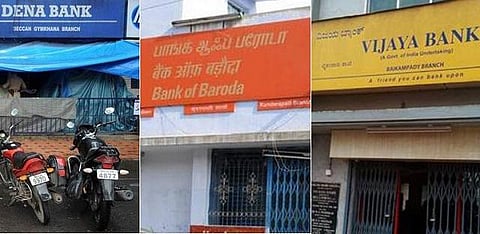 DENA BANK
DECCAN GYMKHANA BRANCH
பாங்க் ஆஃப் பரோடா
बैंक ऑफ़ बड़ौदा
Bank of Baroda
ವಿಜಯ ಬ್ಯಾಂಕ್
VIJAYA BANK
(A Govt. of India Undertaking)
BAIKAMPADY BRANCH
A friend you can bank upon
4877